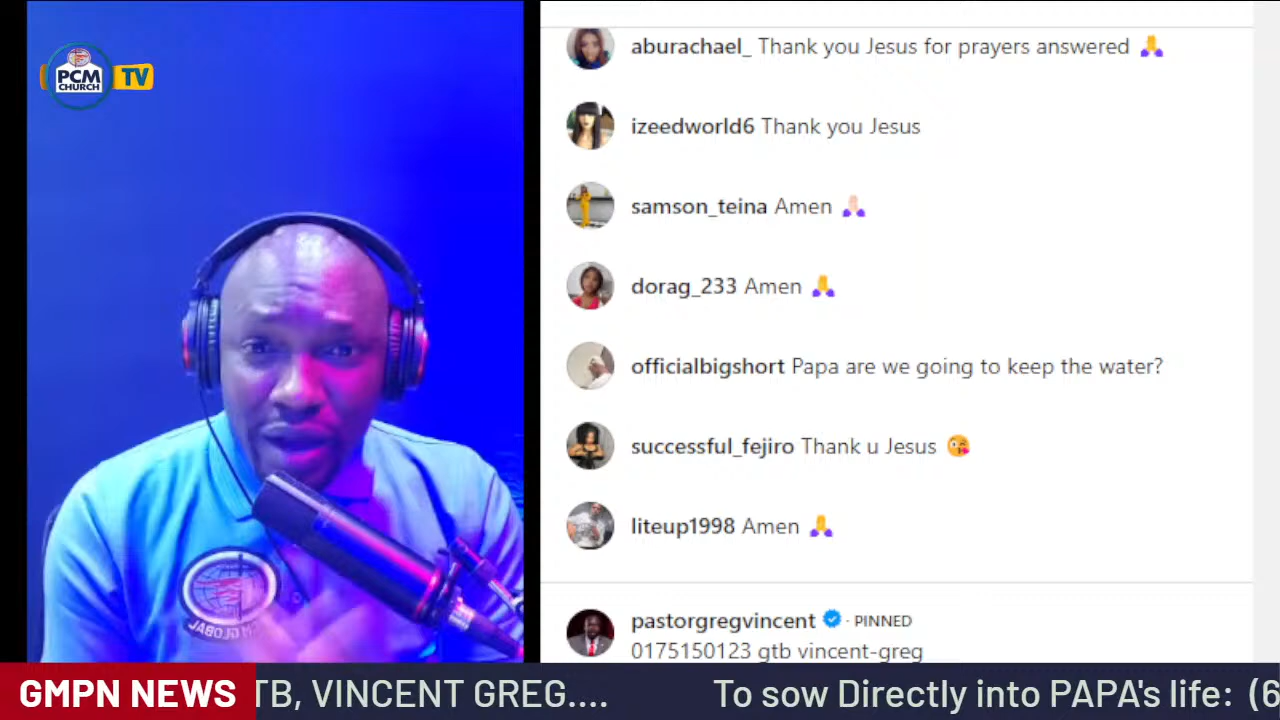 PCM
CHURCH
TV
aburachael_ Thank you Jesus for prayers answered
izeedworld6 Thank you Jesus
samson_teina Amen
dorag_233 Amen
officialbigshort Papa are we going to keep the water?
successful_fejiro Thank u Jesus 😘
liteup1998 Amen
pastorgregvincent · PINNED
0175150123 gtb vincent-greg
GMPN NEWS
TB, VINCENT GREG.... To sow Directly into PAPA's life: (6
GLOBAL